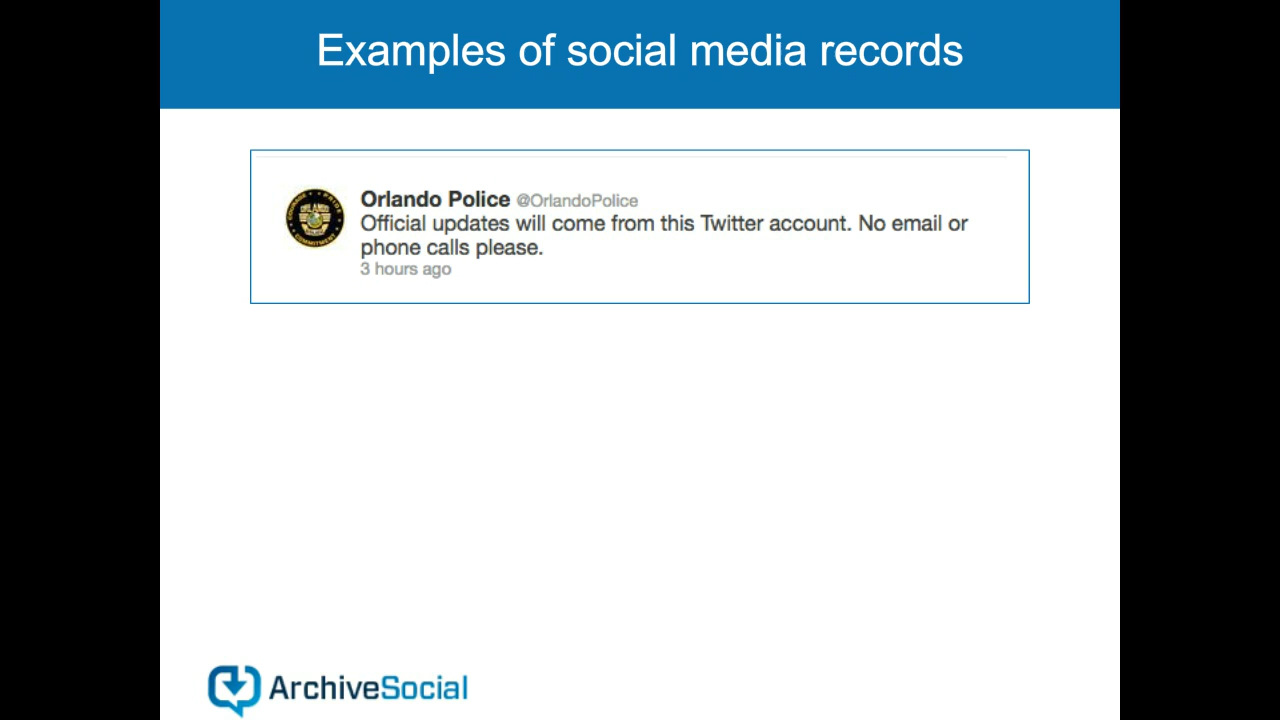 Examples of social media records
Orlando Police @OrlandoPolice
Official updates will come from this Twitter account. No email or
phone calls please.
3 hours ago
ArchiveSocial